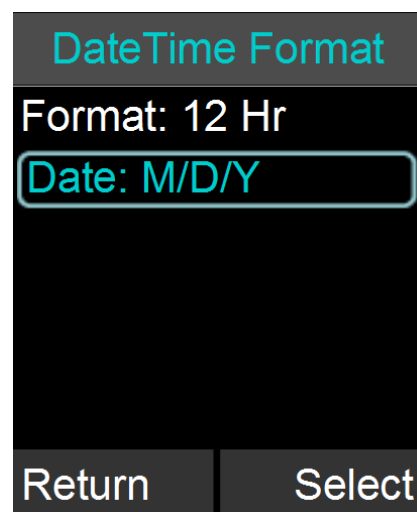 DateTime Format
Format: 12 Hr
Date: M/D/Y
Return Select